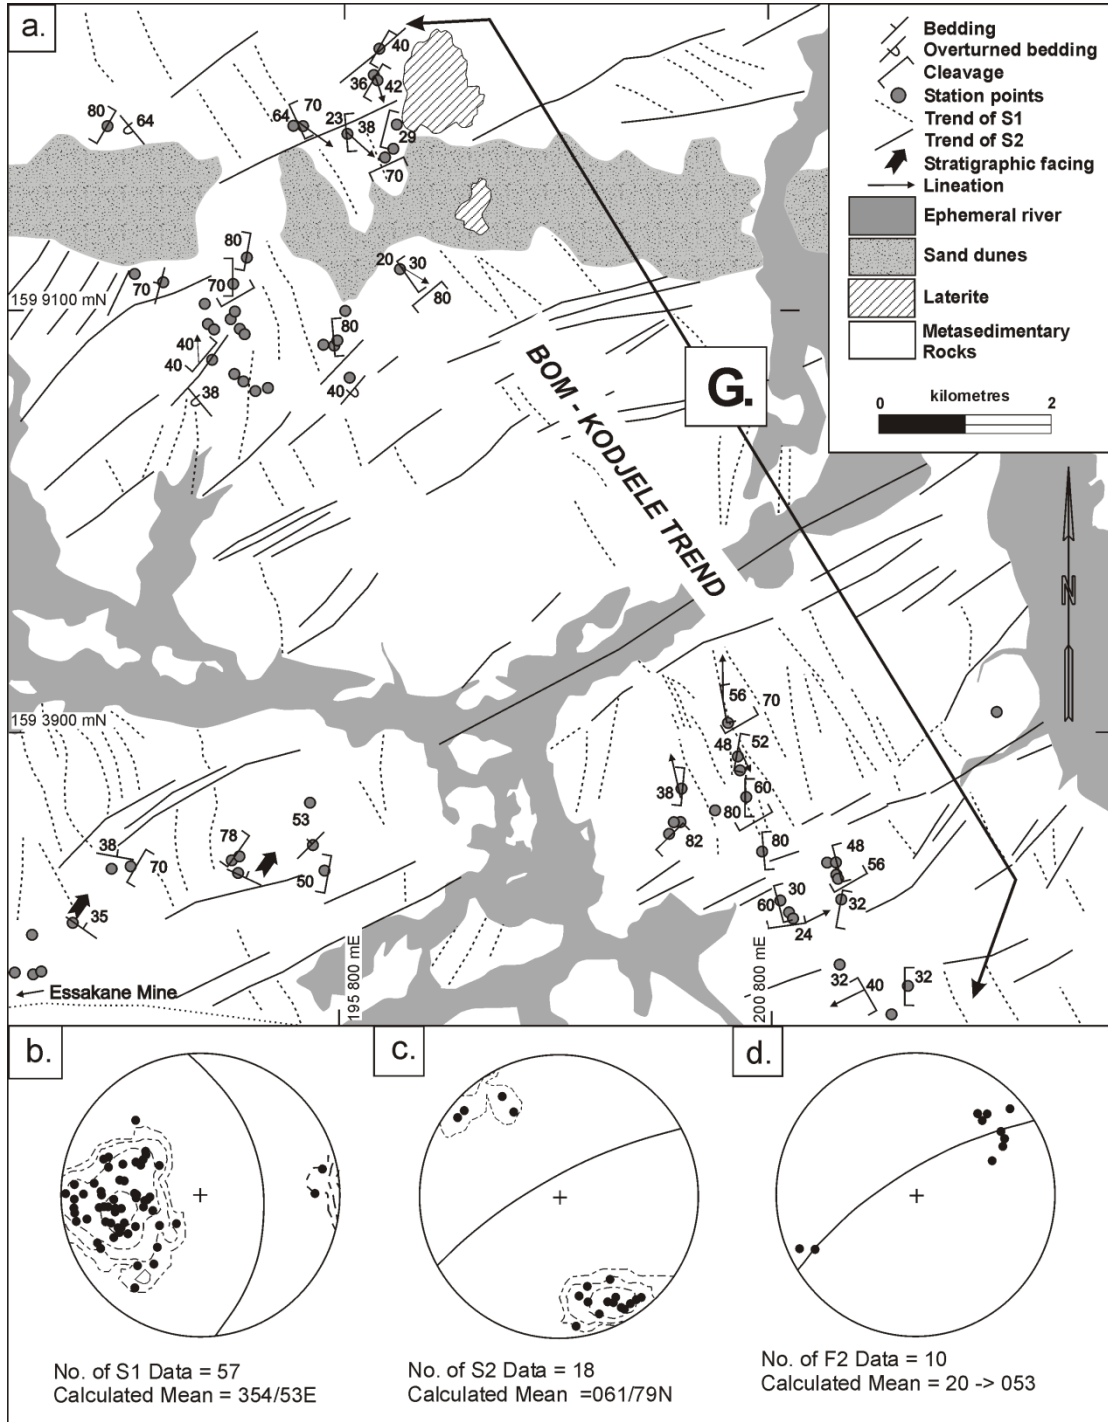 a.
Bedding
Overturned bedding
Cleavage
Station points
Trend of S1
Trend of S2
Stratigraphic facing
Lineation
Ephemeral river
Sand dunes
Laterite
Metasedimentary
Rocks
kilometres
0 2
N
40
36 42
80 64
64 70 23 38 29
70
80
70 70
20 30
80
159 9100 mN
80
40
40
38
40
BOM - KODJELE TREND
G.
159 3900 mN
56 70
48 52
38 60
80
82 80
48
56
30
60 32
24
32 40 32
53
78
38
70 50
35
195 800 mE
200 800 mE
Essakane Mine
b.
c.
d.
No. of S1 Data = 57
Calculated Mean = 354/53E
No. of S2 Data = 18
Calculated Mean =061/79N
No. of F2 Data = 10
Calculated Mean = 20 -> 053